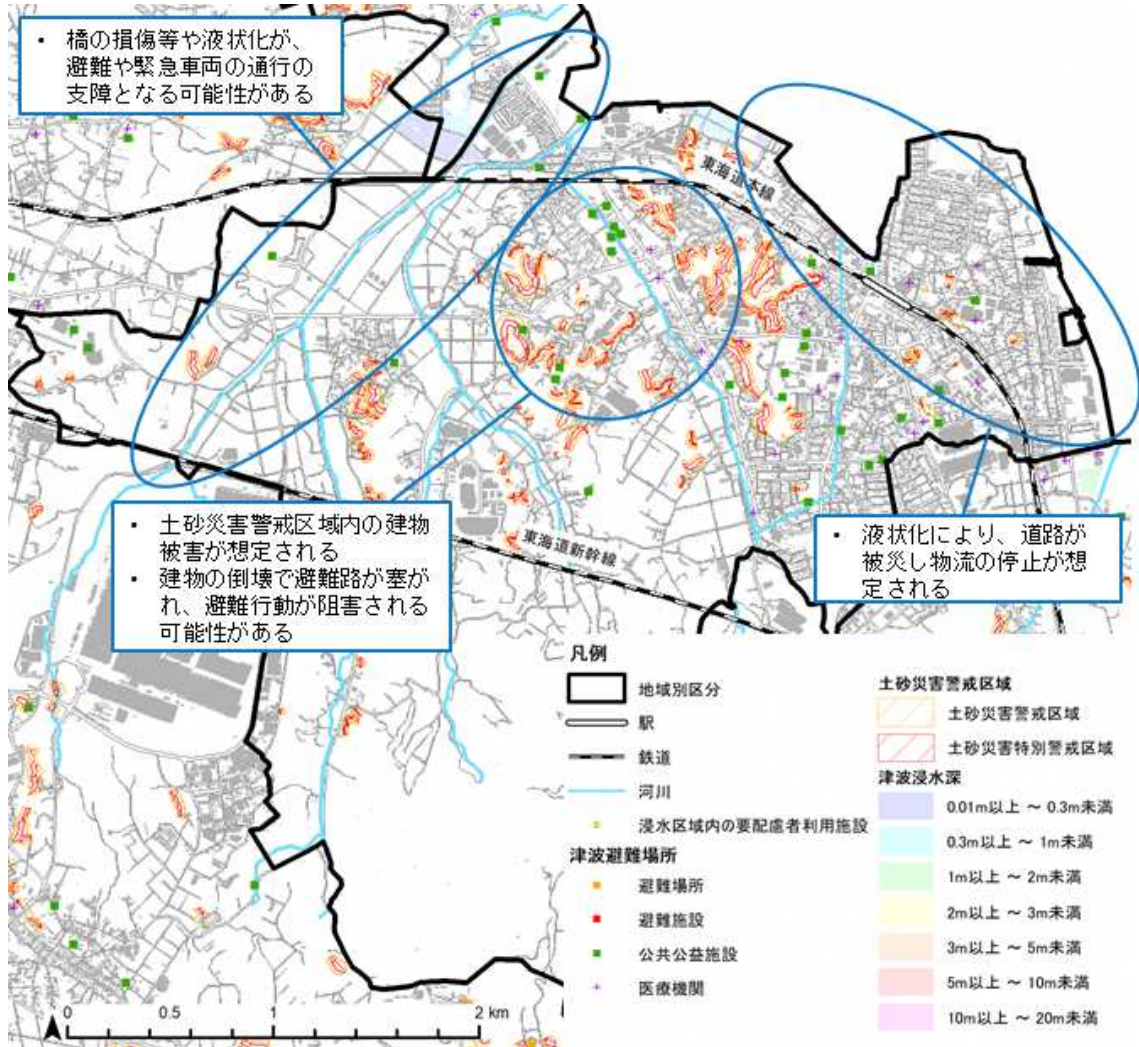 ・ 橋の損傷等や液状化が、
避難や緊急車両の通行の
支障となる可能性がある
東海道本線
・ 土砂災害警戒区域内の建物
被害が想定される
・ 建物の倒壊で避難路が塞が
れ、避難行動が阻害される
可能性がある
東海道新幹線
・ 液状化により、道路が
被災し物流の停止が想
定される
凡例
地域別区分
駅
鉄道
河川
浸水区域内の要配慮者利用施設
津波避難場所
避難場所
避難施設
公共公益施設
医療機関
土砂災害警戒区域
土砂災害警戒区域
土砂災害特別警戒区域
津波浸水深
0.01m以上 ～ 0.3m未満
0.3m以上 ～ 1m未満
1m以上 ～ 2m未満
2m以上 ～ 3m未満
3m以上 ～ 5m未満
5m以上 ～ 10m未満
10m以上 ～ 20m未満
0 0.5 1 2 km